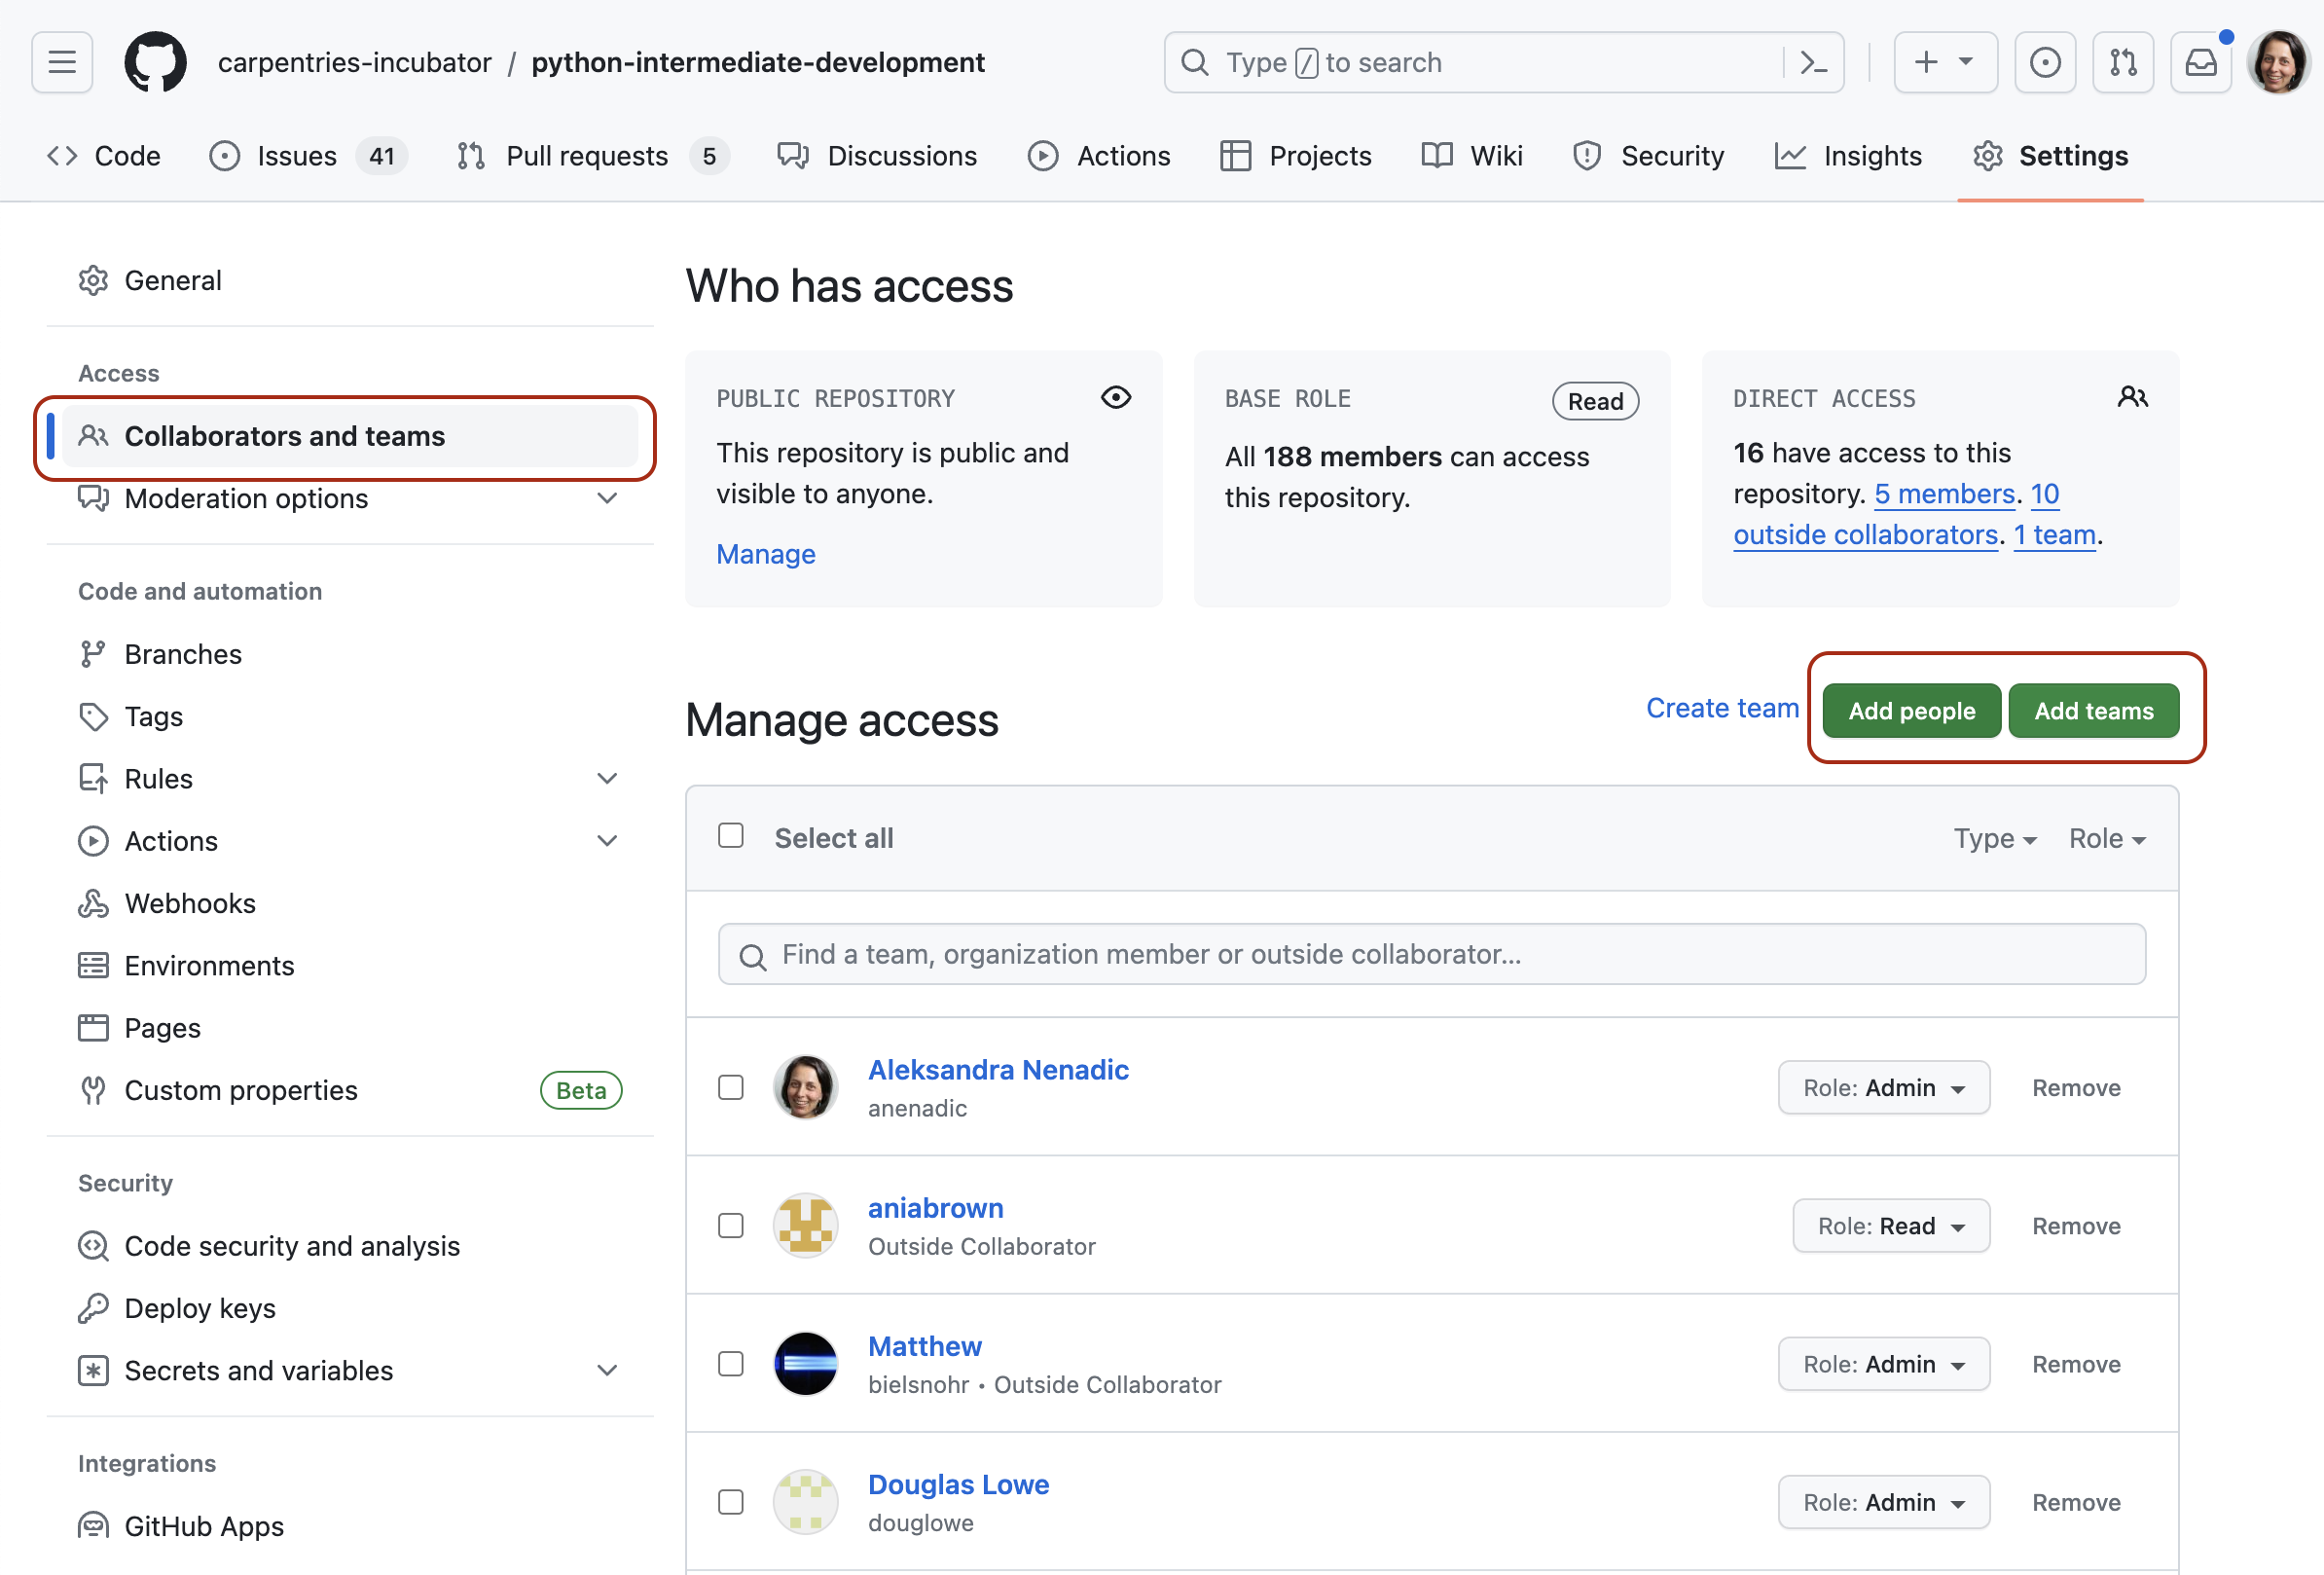 carpentries-incubator / python-intermediate-development
Type / to search
Code
Issues 41
Pull requests 5
Discussions
Actions
Projects
Wiki
Security
Insights
Settings
General
Access
Collaborators and teams
Moderation options
Code and automation
Branches
Tags
Rules
Actions
Webhooks
Environments
Pages
Custom properties Beta
Security
Code security and analysis
Deploy keys
Secrets and variables
Integrations
GitHub Apps
Who has access
PUBLIC REPOSITORY
This repository is public and
visible to anyone.
Manage
BASE ROLE Read
All 188 members can access
this repository.
DIRECT ACCESS
16 have access to this
repository. 5 members. 10
outside collaborators. 1 team.
Manage access
Create team
Add people
Add teams
Select all
Type
Role
Find a team, organization member or outside collaborator...
Aleksandra Nenadic
anenadic
Role: Admin
Remove
aniabrown
Outside Collaborator
Role: Read
Remove
Matthew
bielsnohr • Outside Collaborator
Role: Admin
Remove
Douglas Lowe
douglowe
Role: Admin
Remove